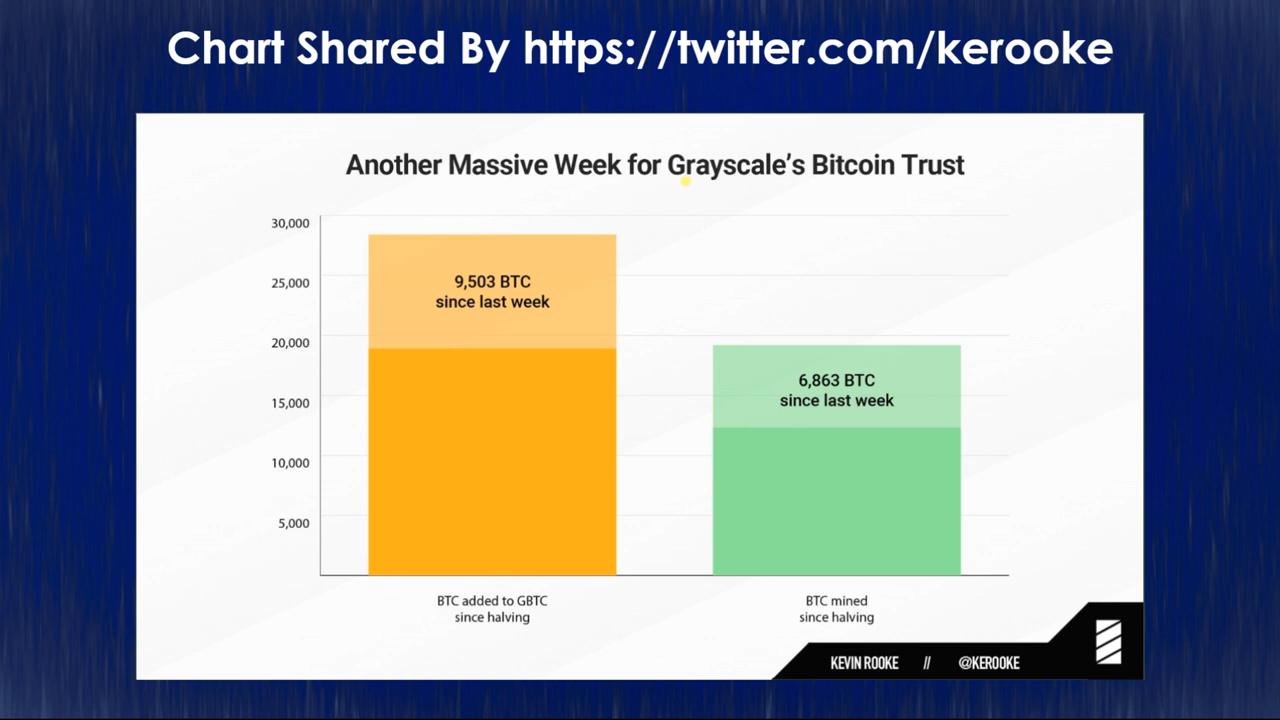 Chart Shared By https://twitter.com/kerooke
Another Massive Week for Grayscale's Bitcoin Trust
30,000
25,000
20,000
15,000
10,000
5,000
9,503 BTC
since last week
6,863 BTC
since last week
BTC added to GBTC
since halving
BTC mined
since halving
KEVIN ROOKE // @KEROOKE